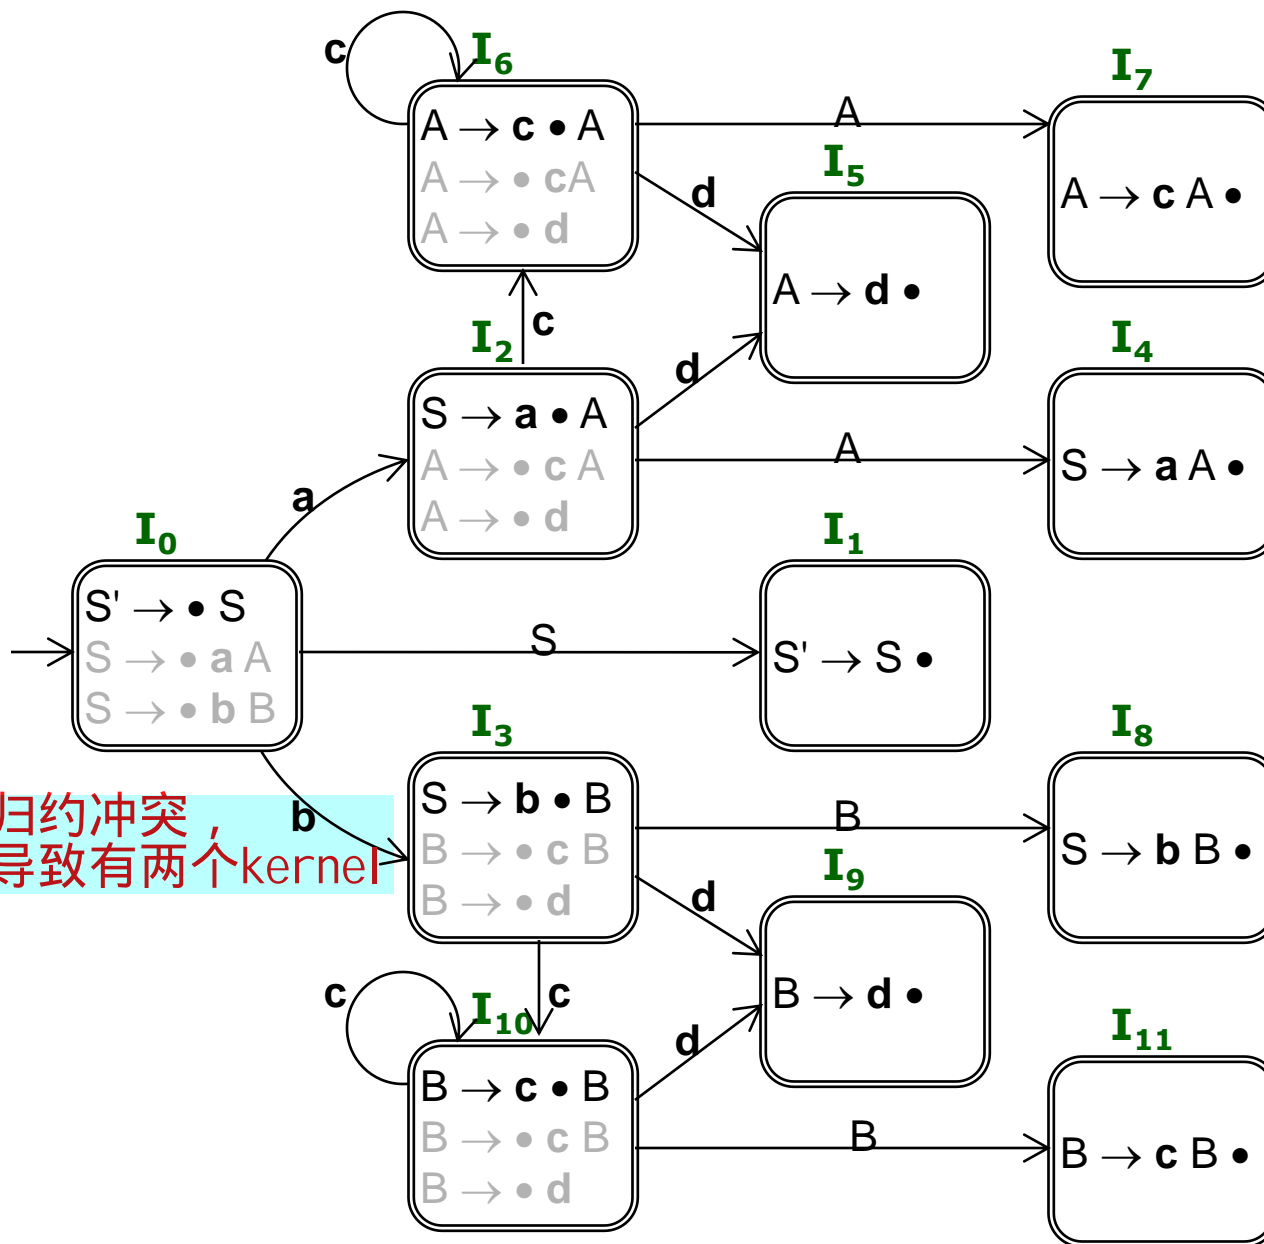 c
I6
A → c • A
A → • cA
A → • d
A
I7
A → c A •
d
I5
A → d •
c
I2
S → a • A
A → • c A
A → • d
d
A
I4
S → a A •
a
I0
S' → • S
S → • a A
S → • b B
S
I1
S' → S •
b
归约冲突，
导致有两个kernel
I3
S → b • B
B → • c B
B → • d
B
I8
S → b B •
d
I9
B → d •
c
c
I10
B → c • B
B → • c B
B → • d
d
B
I11
B → c B •